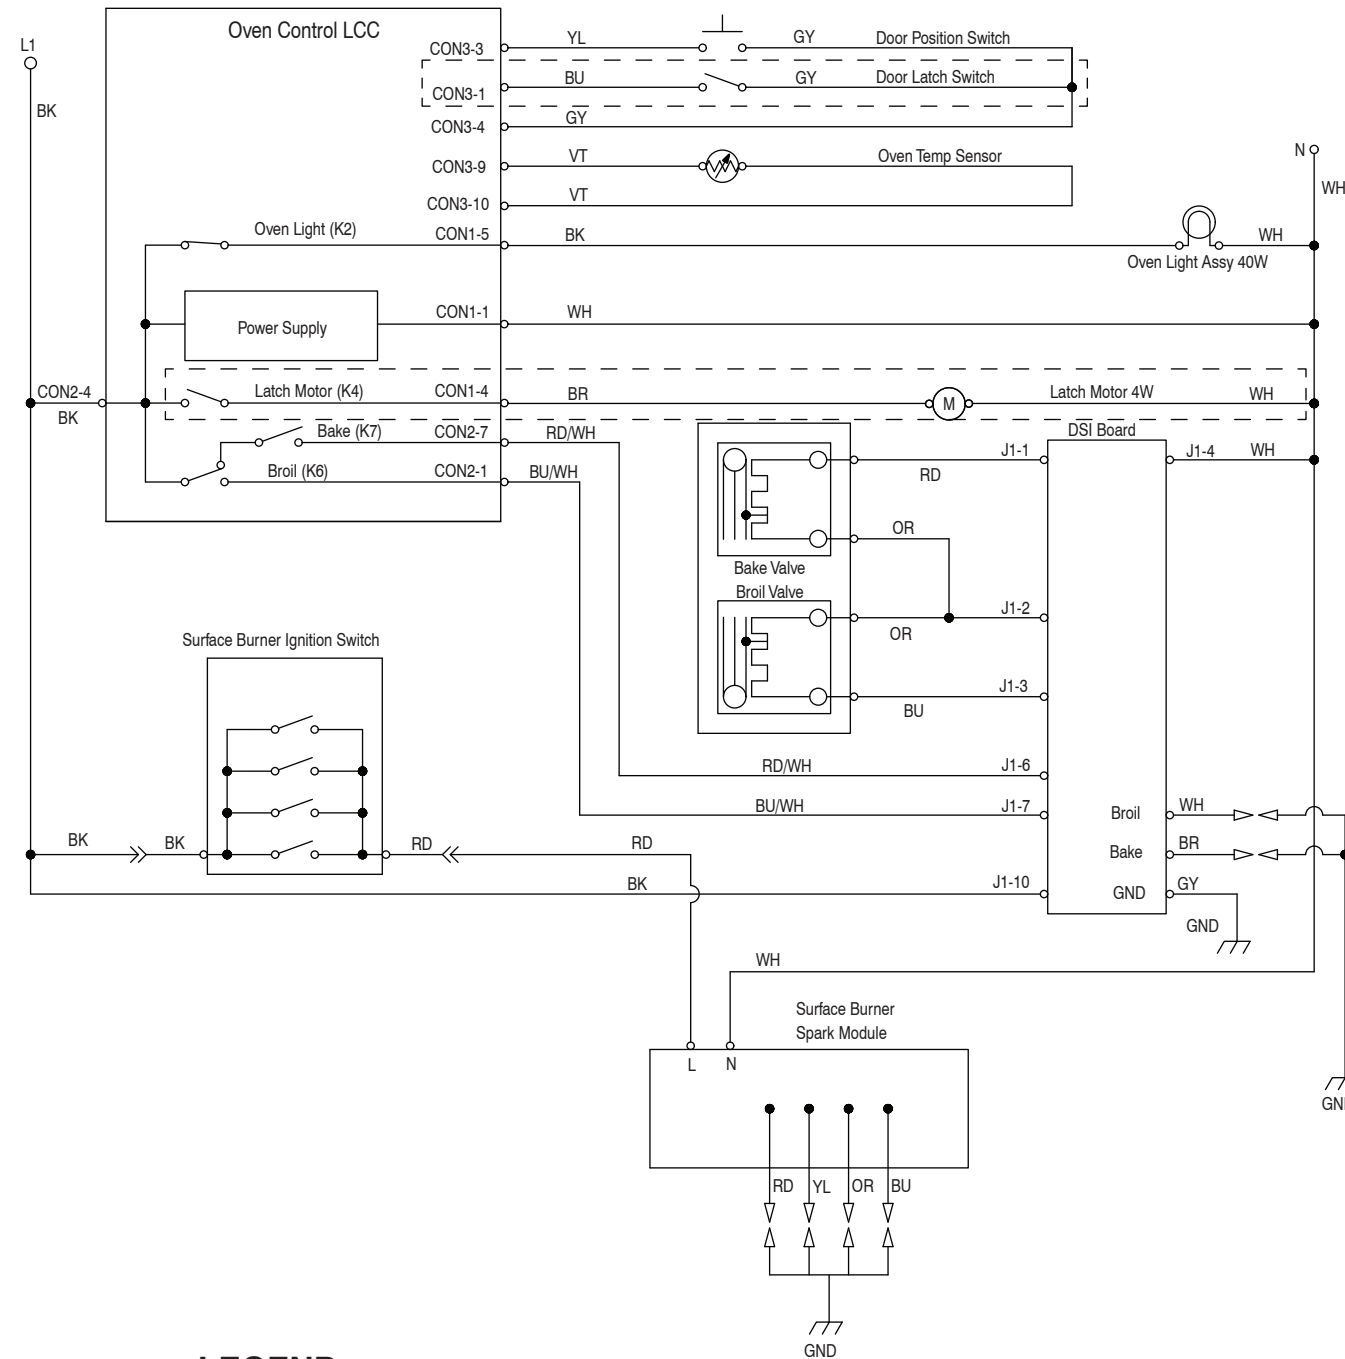 Oven Control LCC
L1
BK
CON3-3
YL
GY
Door Position Switch
CON3-1
BU
GY
Door Latch Switch
CON3-4
GY
CON3-9
VT
Oven Temp Sensor
CON3-10
VT
N
WH
Oven Light (K2)
CON1-5
BK
WH
Oven Light Assy 40W
Power Supply
CON1-1
WH
CON2-4
BK
Latch Motor (K4)
CON1-4
BR
M
Latch Motor 4W
WH
Bake (K7)
CON2-7
RD/WH
Broil (K6)
CON2-1
BU/WH
DSI Board
J1-1
RD
J1-4
WH
OR
Bake Valve
Broil Valve
J1-2
OR
J1-3
BU
Surface Burner Ignition Switch
RD/WH
J1-6
BU/WH
J1-7
Broil
WH
BK
BK
RD
RD
Bake
BR
BK
J1-10
GND
GY
GND
WH
Surface Burner
Spark Module
L
N
RD
YL
OR
BU
GND